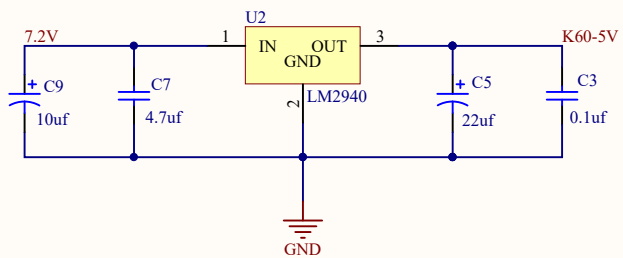 U2
7.2V
1
IN
OUT
3
K60-5V
GND
C9
C7
2
LM2940
C5
C3
10uf
4.7uf
22uf
0.1uf
GND